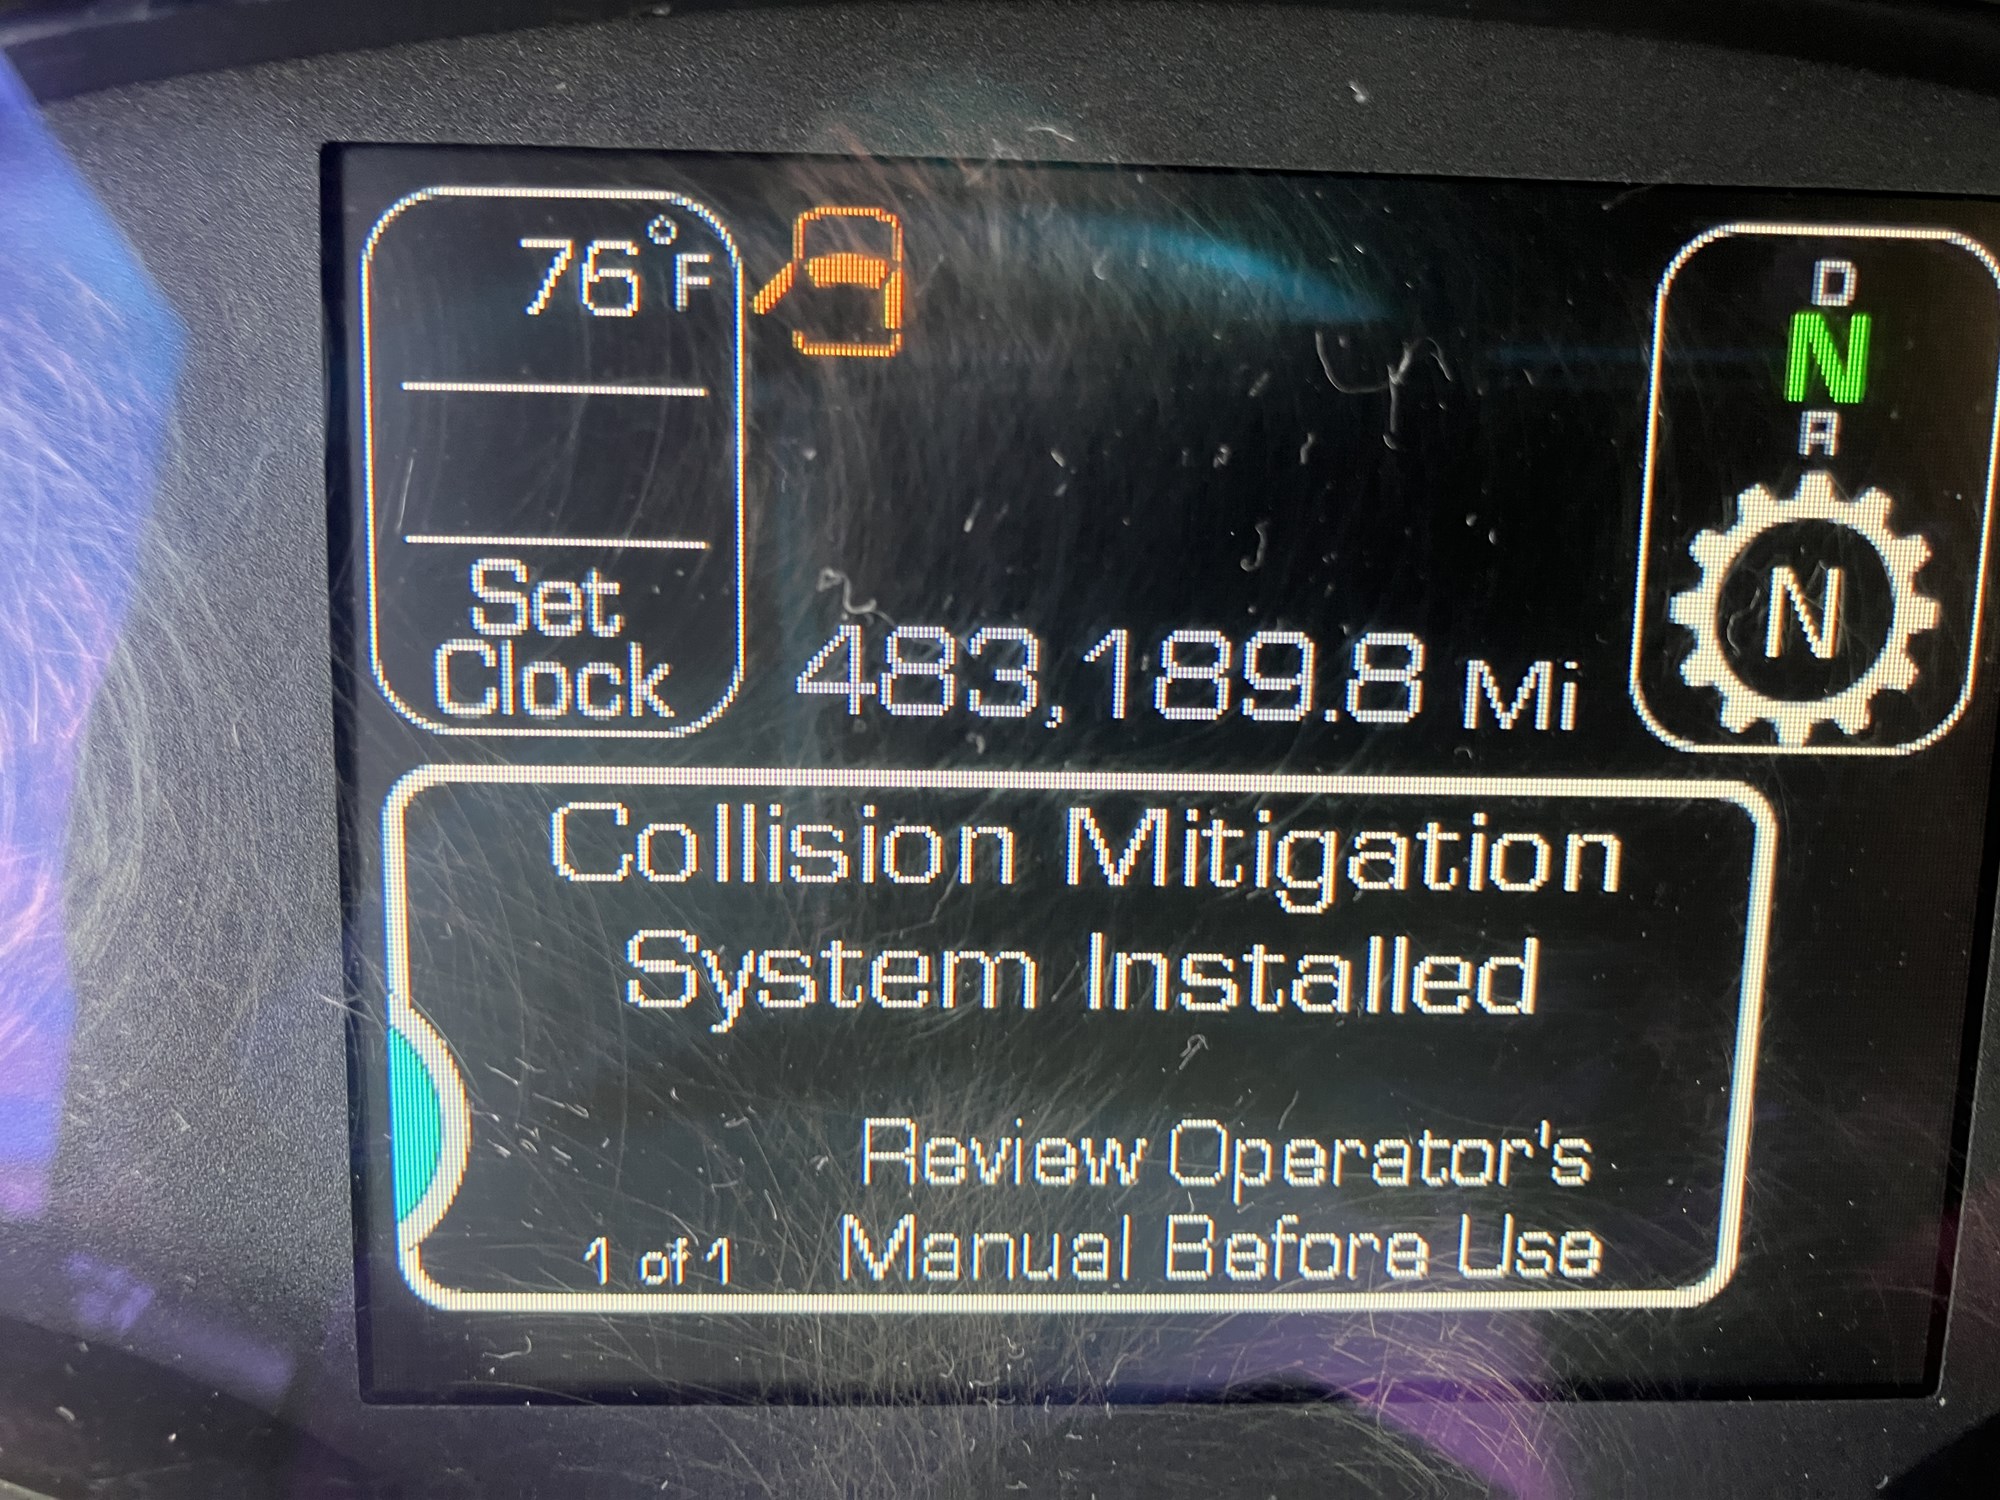 76°F
Set
Clock
483,189.8 Mi
D
N
A
N
Collision Mitigation
System Installed
Review Operator's
1 of 1 Manual Before Use